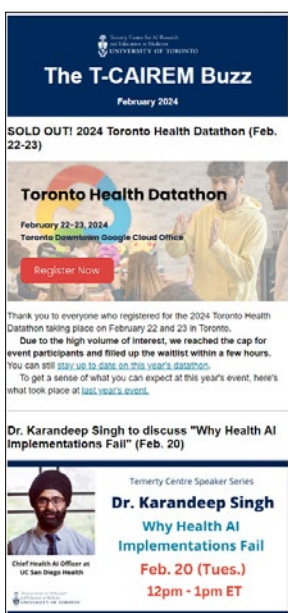 Temerty Centre for AI Research
and Education in Medicine
UNIVERSITY OF TORONTO
The T-CAIREM Buzz
February 2024
SOLD OUT! 2024 Toronto Health Datathon (Feb.
22-23)
Toronto Health Datathon
February 22-23, 2024
Toronto Downtown Google Cloud Office
Register Now
Thank you to everyone who registered for the 2024 Toronto Health
Datathon taking place on February 22 and 23 in Toronto.
Due to the high volume of interest, we reached the cap for
event participants and filled up the waitlist within a few hours.
You can still stay up to date on this year's datathon.
To get a sense of what you can expect at this year's event, here's
what took place at last year's event.
Dr. Karandeep Singh to discuss "Why Health AI
Implementations Fail" (Feb. 20)
Temerty Centre Speaker Series
Dr. Karandeep Singh
Why Health AI
Implementations Fail
Feb. 20 (Tues.)
12pm - 1pm ET
Chief Health AI Officer at
UC San Diego Health
UNIVERSITY OF TORONTO